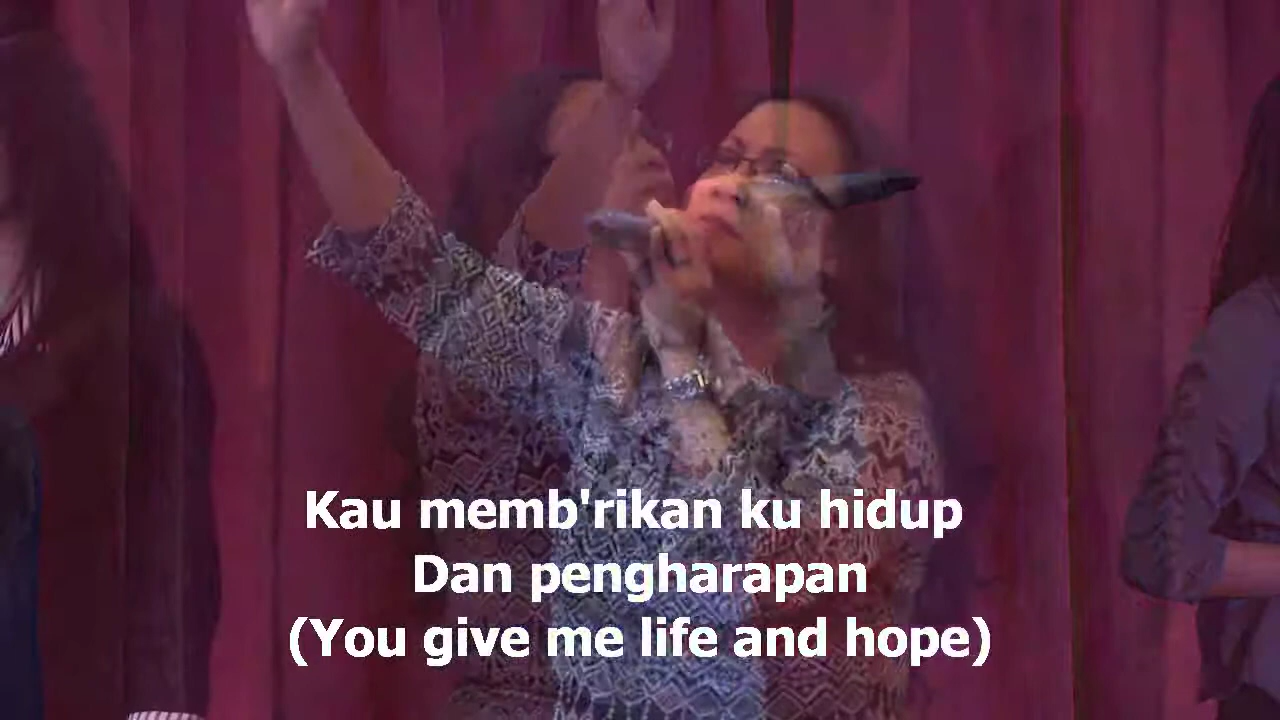 Kau memb'rikan ku hidup
Dan pengharapan
(You give me life and hope)